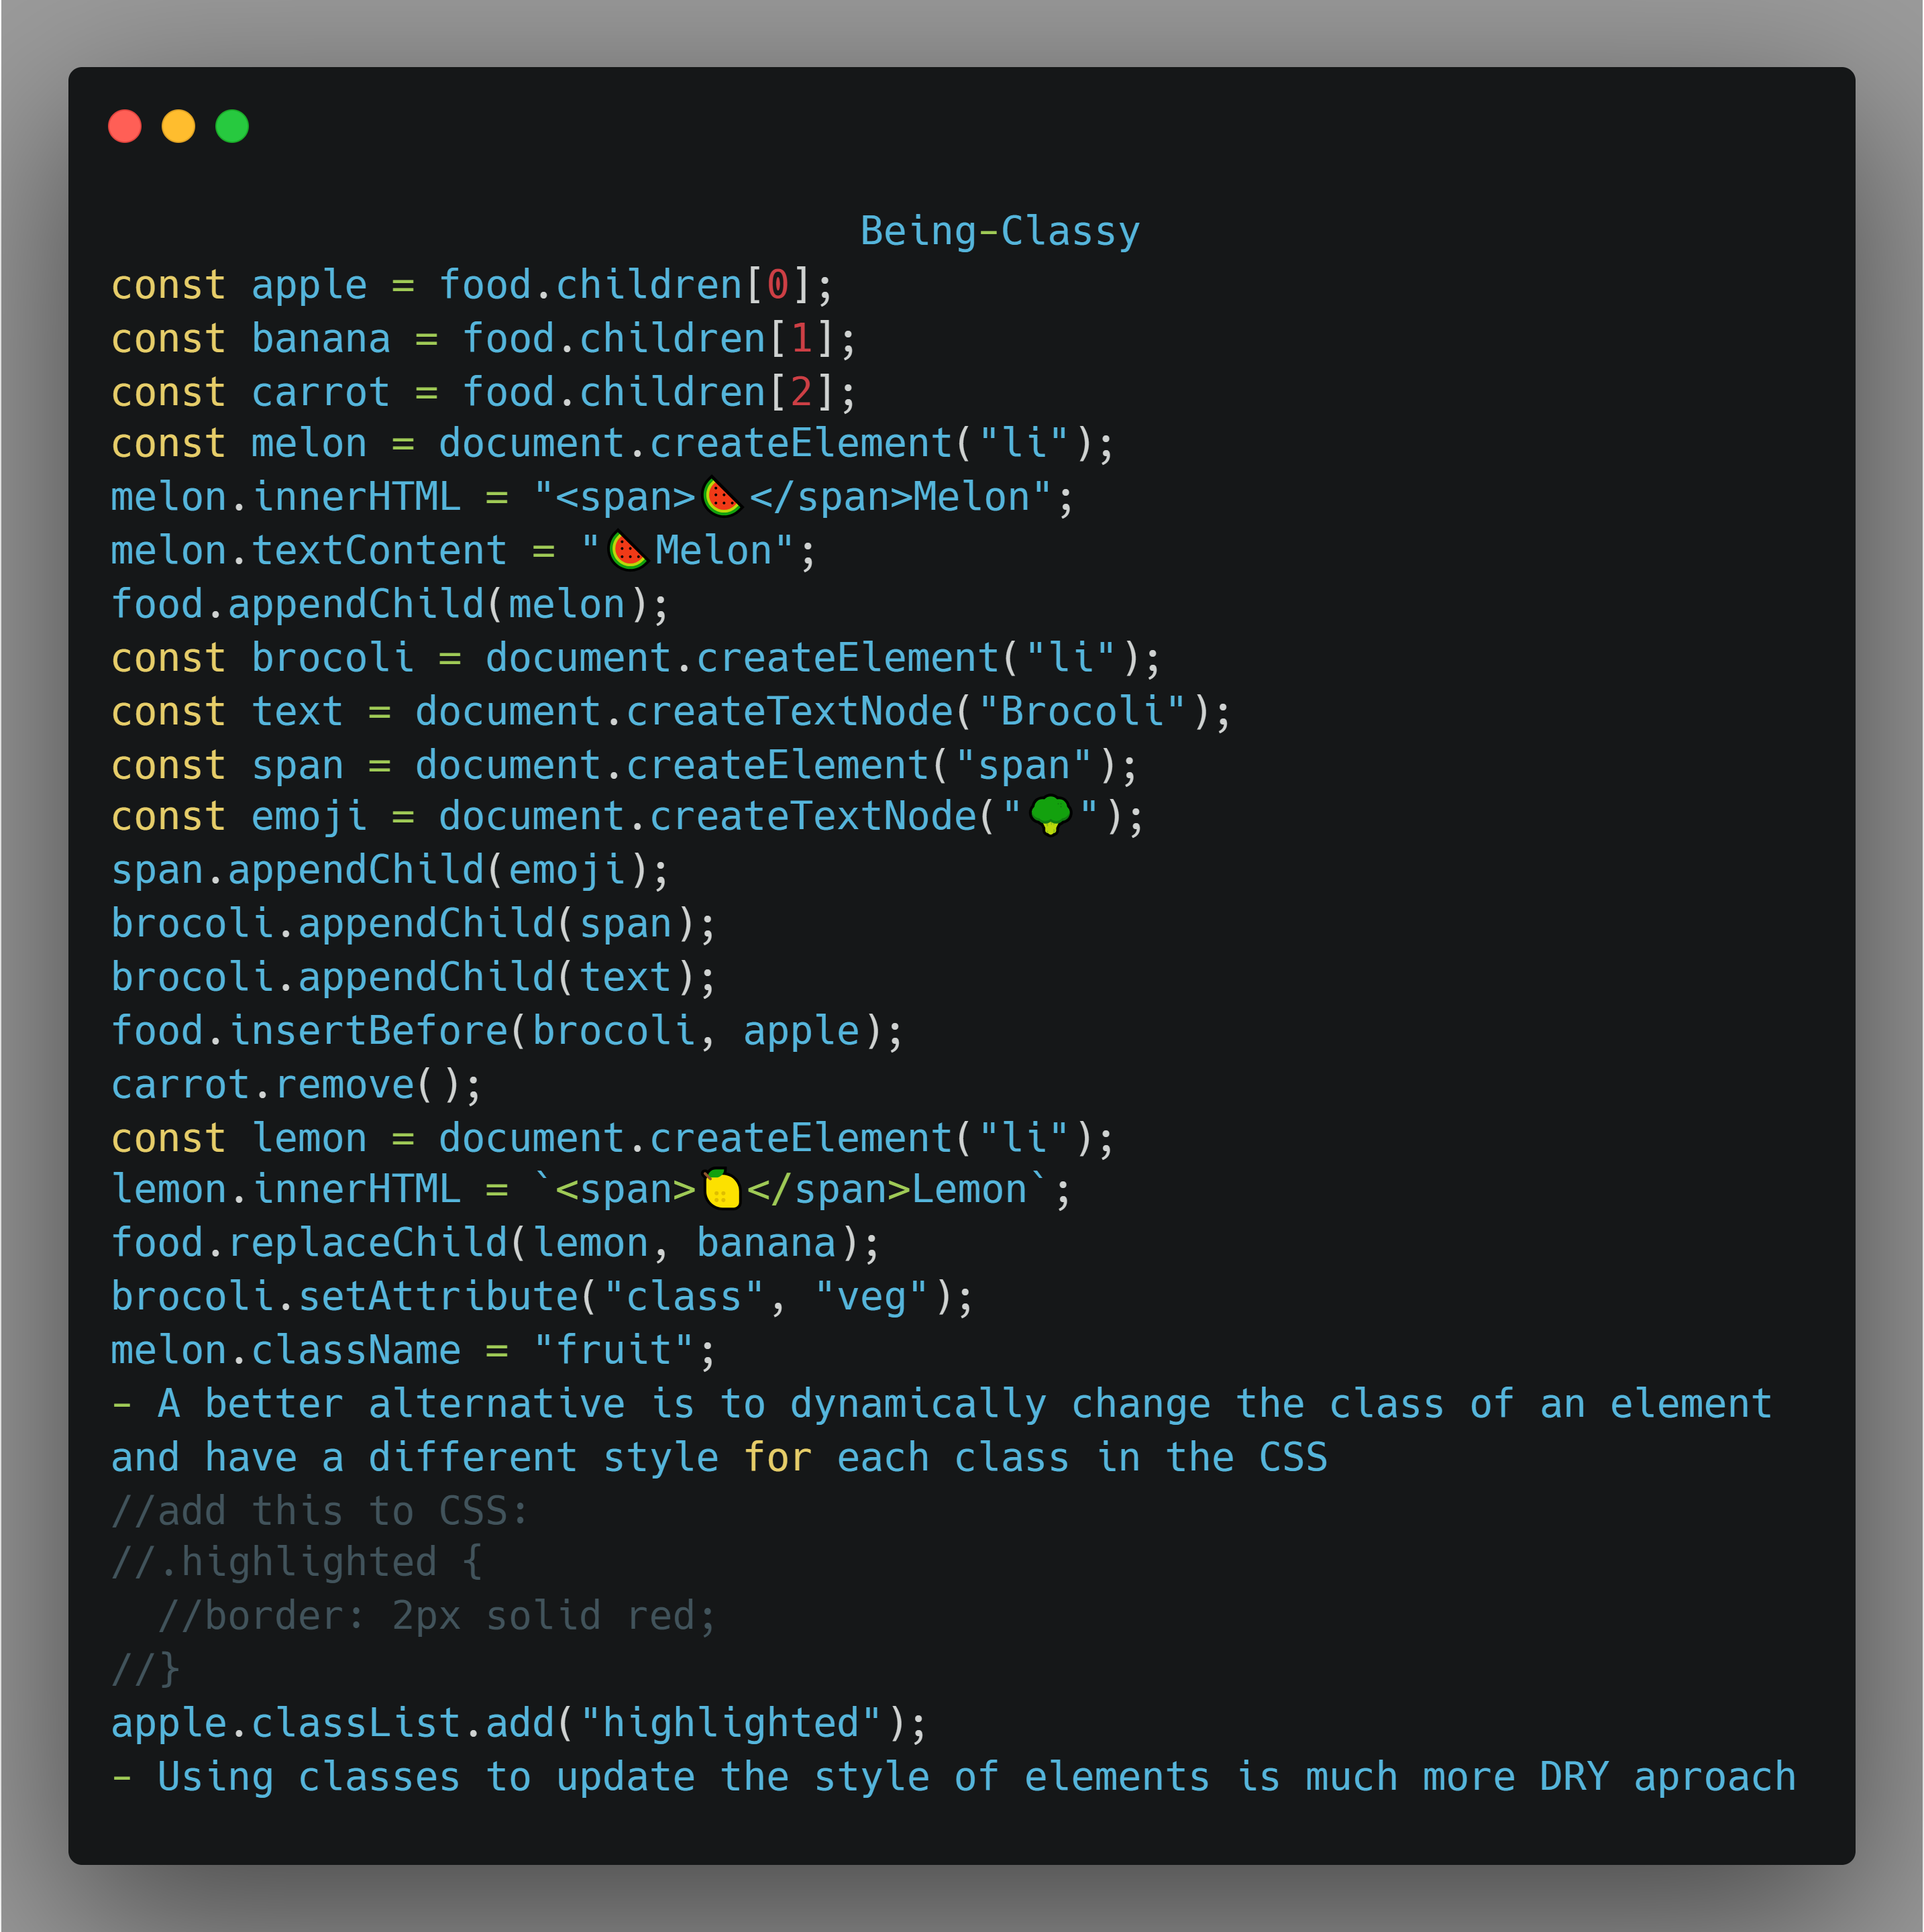 Being-Classy
const apple = food.children[0];
const banana = food.children[1];
const carrot = food.children[2];
const melon = document.createElement("li");
melon.innerHTML = "<span>🍉</span>Melon";
melon.textContent = "🍉Melon";
food.appendChild(melon);
const brocoli = document.createElement("li");
const text = document.createTextNode("Brocoli");
const span = document.createElement("span");
const emoji = document.createTextNode("🥦");
span.appendChild(emoji);
brocoli.appendChild(span);
brocoli.appendChild(text);
food.insertBefore(brocoli, apple);
carrot.remove();
const lemon = document.createElement("li");
lemon.innerHTML = `<span>🍋</span>Lemon`;
food.replaceChild(lemon, banana);
brocoli.setAttribute("class", "veg");
melon.className = "fruit";
- A better alternative is to dynamically change the class of an element
and have a different style for each class in the CSS
//add this to CSS:
//.highlighted {
  //border: 2px solid red;
//}
apple.classList.add("highlighted");
- Using classes to update the style of elements is much more DRY aproach